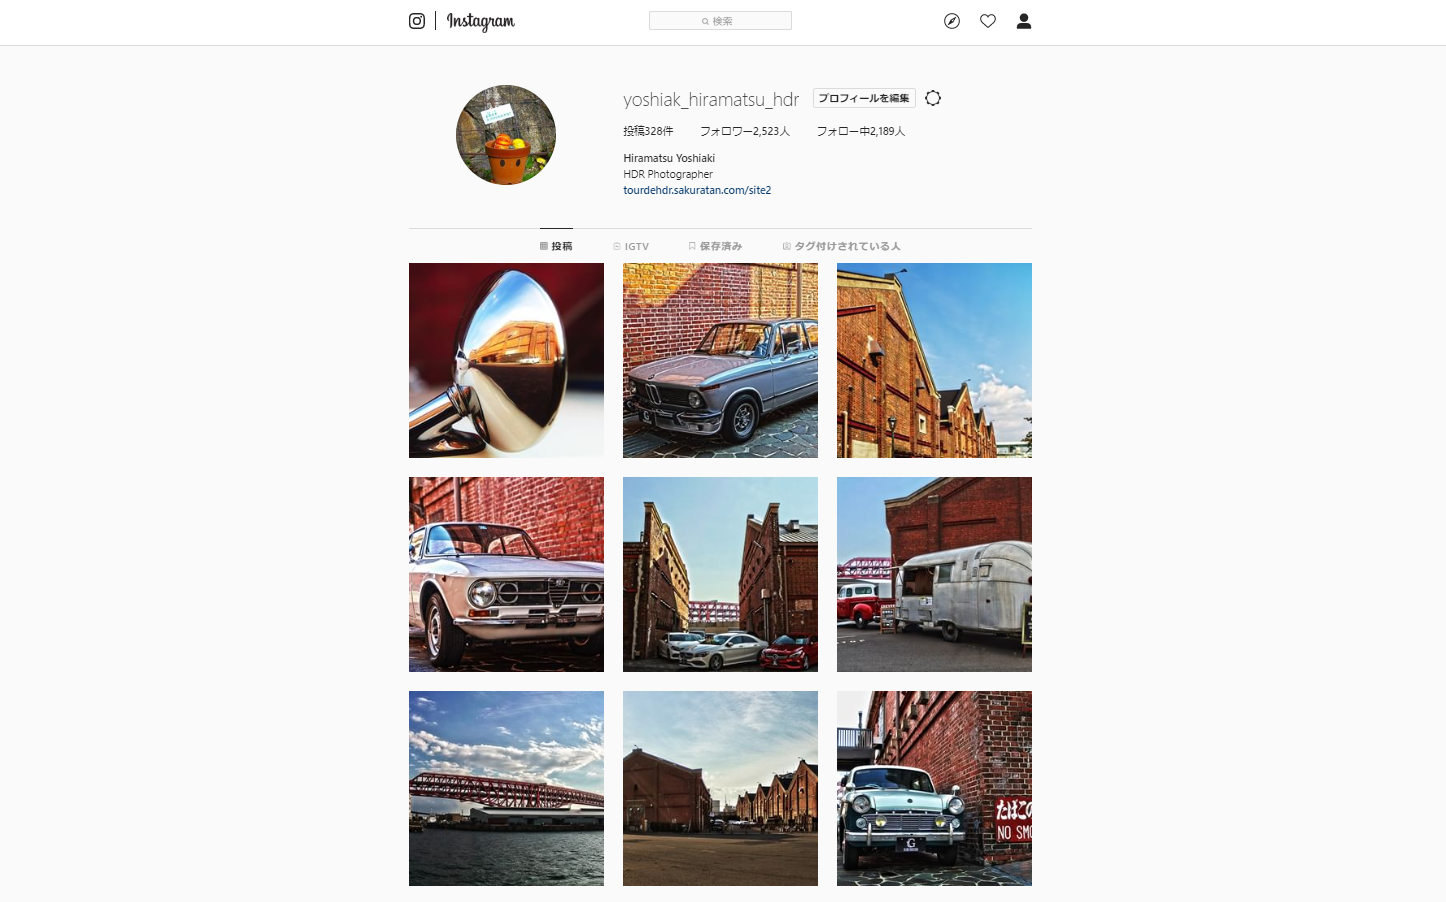 Instagram
検索
yoshiak_hiramatsu_hdr プロフィールを編集
投稿328件 フォロワー2,523人 フォロー中2,189人
Hiramatsu Yoshiaki
HDR Photographer
tourdehdr.sakuratan.com/site2
投稿 IGTV 保存済み タグ付けされている人
G
G
たばこの
NO SMO